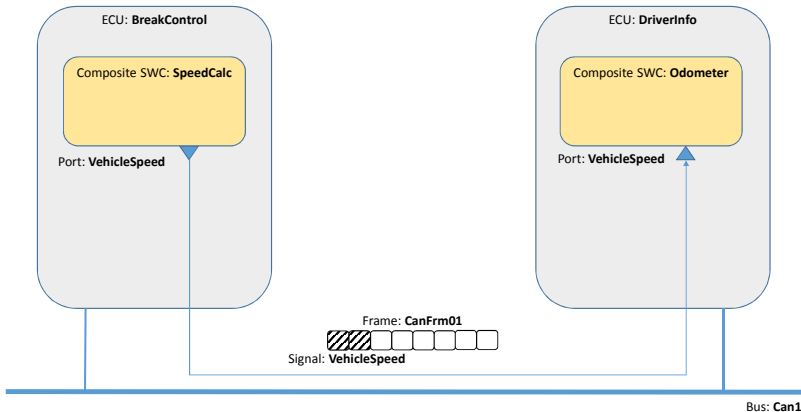 ECU: BreakControl
ECU: DriverInfo
Composite SWC: SpeedCalc
Composite SWC: Odometer
Port: VehicleSpeed
Port: VehicleSpeed
Frame: CanFrm01
Signal: VehicleSpeed
Bus: Can1